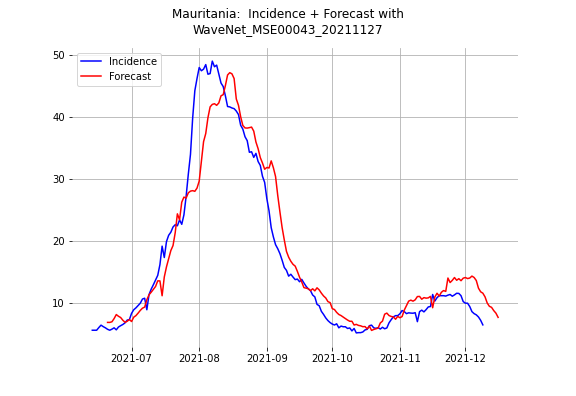 Mauritania:  Incidence + Forecast with
WaveNet_MSE00043_20211127
Incidence
Forecast
50
40
30
20
10
2021-07
2021-08
2021-09
2021-10
2021-11
2021-12